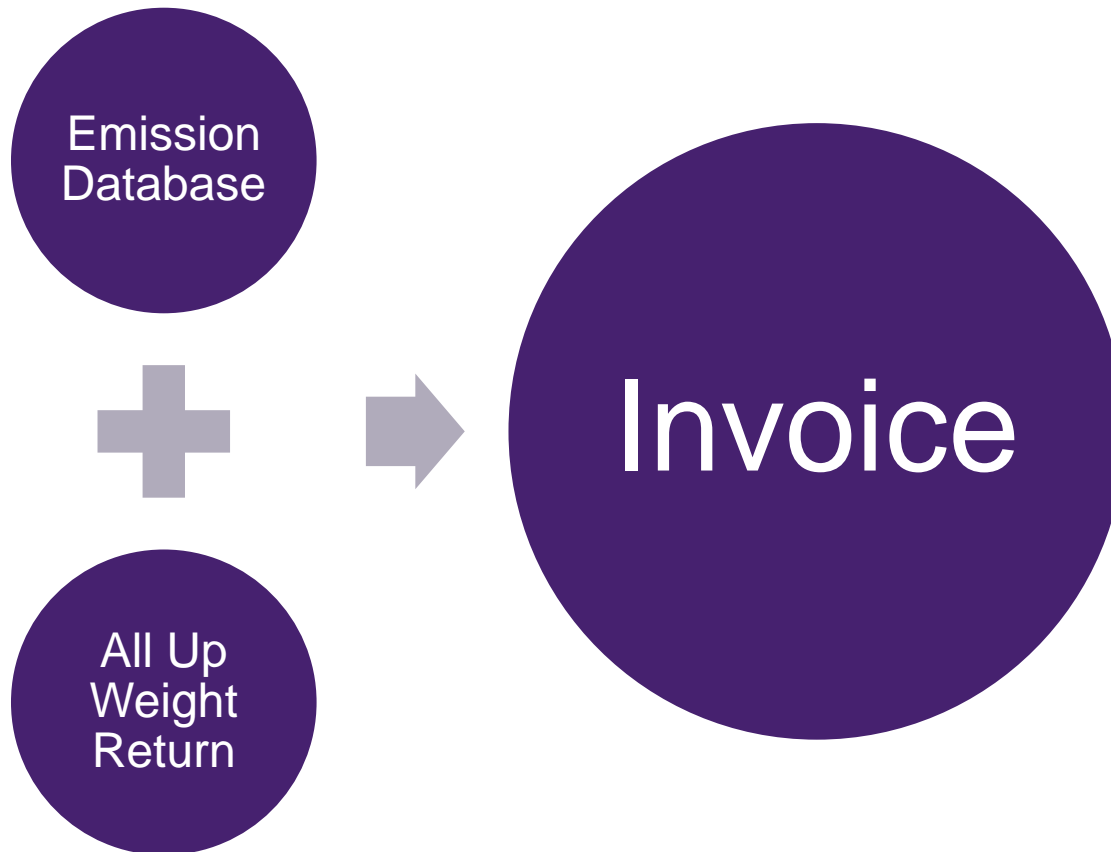 Emission
Database
All Up
Weight
Return
Invoice